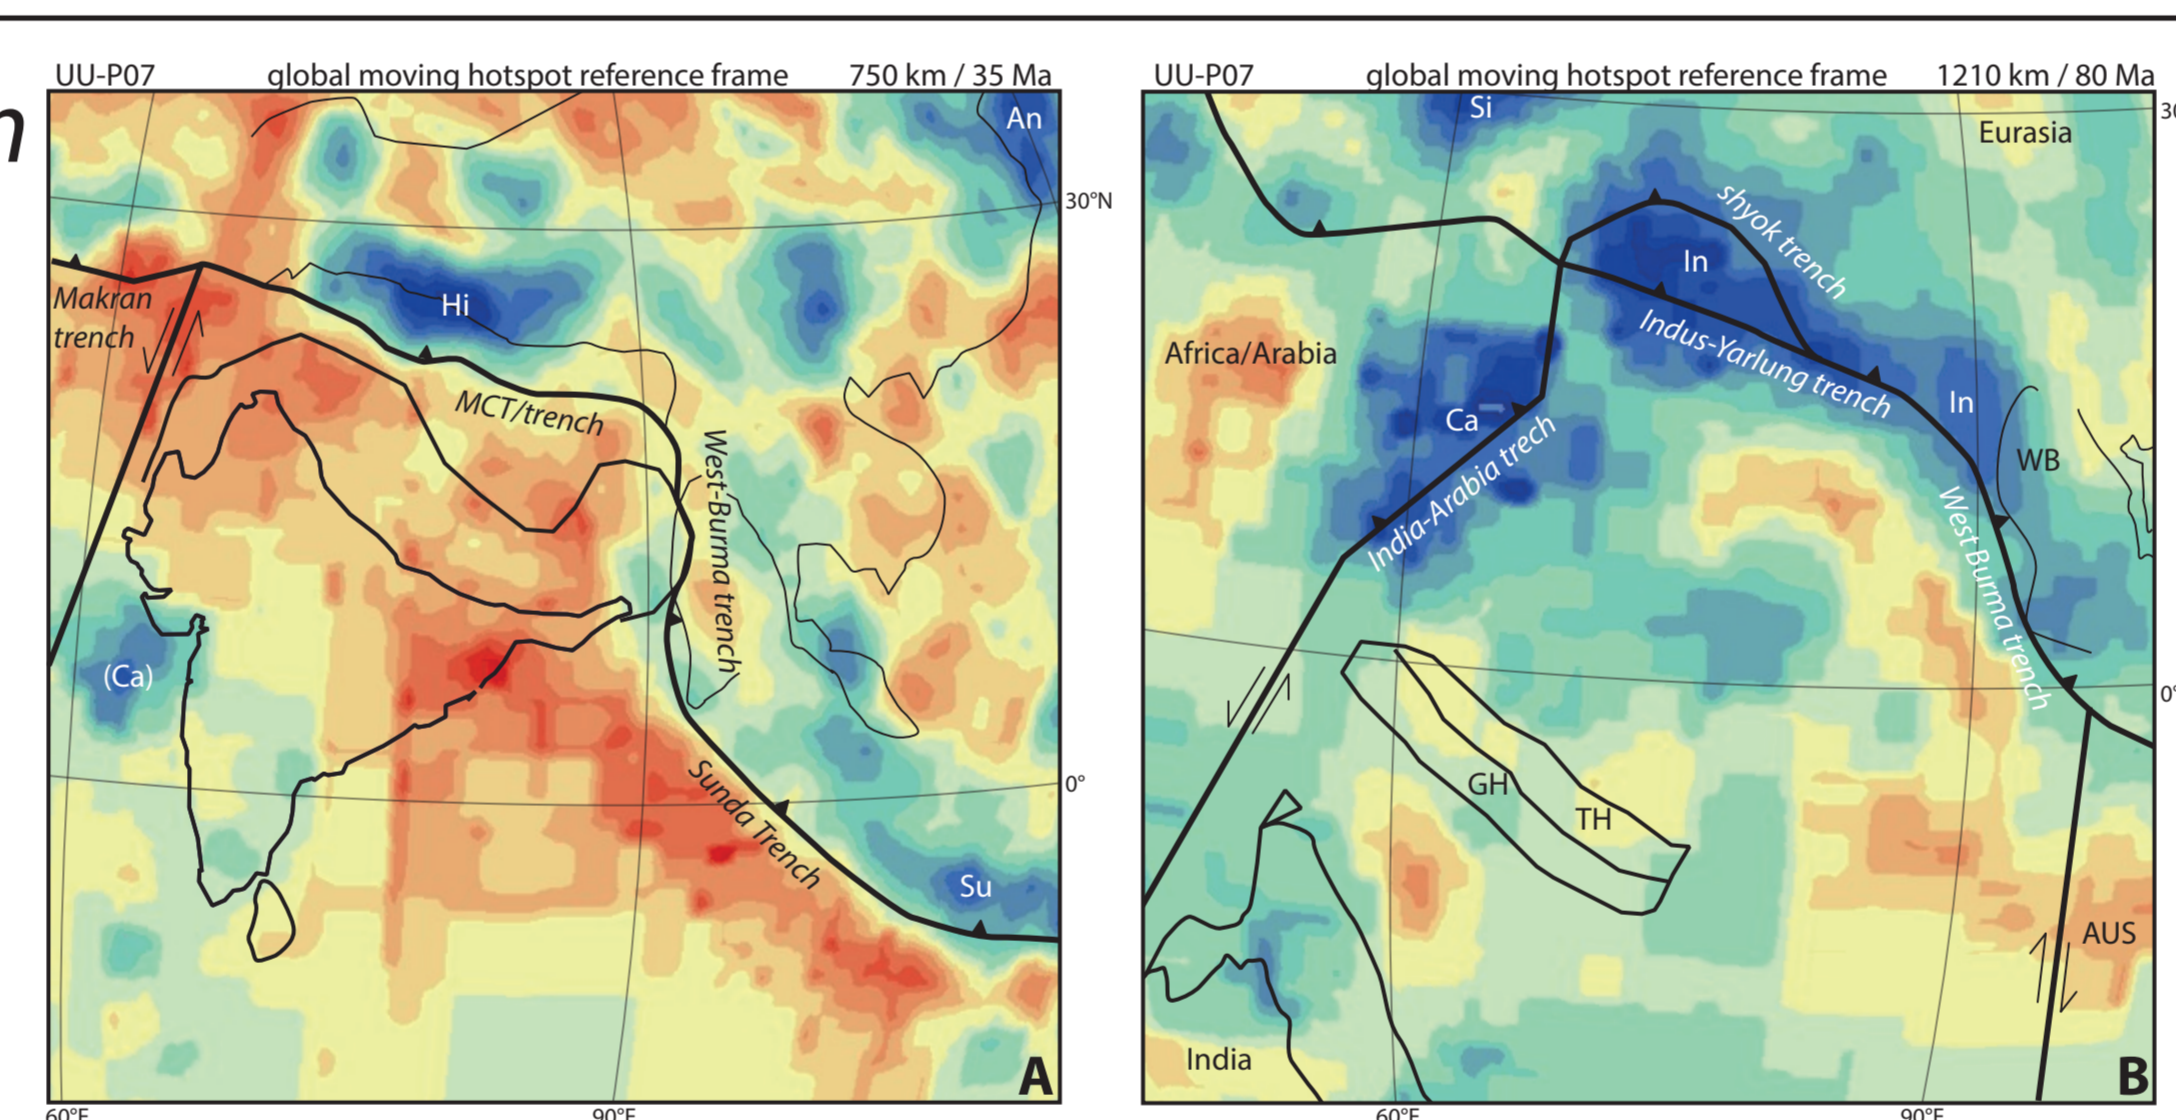 n
UU-P07 global moving hotspot reference frame 750 km / 35 Ma
An
30°N
Makran
trench
Hi
MCT/trench
West-Burma trench
(Ca)
0°
Sunda Trench
Su
A
60°E 90°E
UU-P07 global moving hotspot reference frame 1210 km / 80 Ma
Si
Eurasia
30
shyok trench
In
Indus-Yarlung trench
Africa/Arabia
Ca
In
India-Arabia trech
WB
West Burma trench
0°
GH
TH
AUS
India
B
60°E 90°E